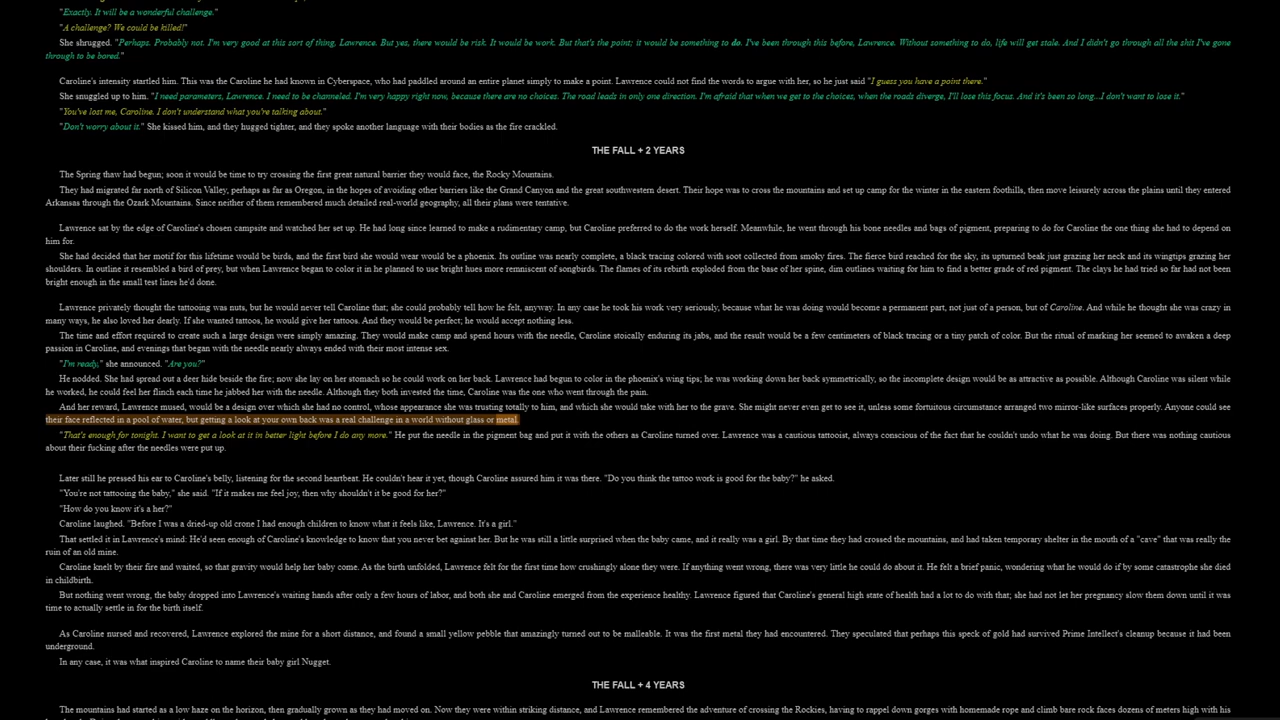 "Exactly. It will be a wonderful challenge."
"A challenge? We could be killed!"
She shrugged. "Perhaps. Probably not. I'm very good at this sort of thing, Lawrence. But yes, there would be risk. It would be work. But that's the point; it would be something to do. I've been through this before, Lawrence. Without something to do, life will get stale. And I didn't go through all the shit I've gone
through to be bored."
Caroline's intensity startled him. This was the Caroline he had known in Cyberspace, who had paddled around an entire planet simply to make a point. Lawrence could not find the words to argue with her, so he just said "I guess you have a point there."
She snuggled up to him. "I need parameters, Lawrence. I need to be channeled. I'm very happy right now, because there are no choices. The road leads in only one direction. I'm afraid that when we get to the choices, when the roads diverge, I'll lose this focus. And it's been so long...I don't want to lose it."
"You've lost me, Caroline. I don't understand what you're talking about."
"Don't worry about it." She kissed him, and they hugged tighter, and they spoke another language with their bodies as the fire crackled.
THE FALL + 2 YEARS
The Spring thaw had begun; soon it would be time to try crossing the first great natural barrier they would face, the Rocky Mountains.
They had migrated far north of Silicon Valley, perhaps as far as Oregon, in the hopes of avoiding other barriers like the Grand Canyon and the great southwestern desert. Their hope was to cross the mountains and set up camp for the winter in the eastern foothills, then move leisurely across the plains until they entered
Arkansas through the Ozark Mountains. Since neither of them remembered much detailed real-world geography, all their plans were tentative.
Lawrence sat by the edge of Caroline's chosen campsite and watched her set up. He had long since learned to make a rudimentary camp, but Caroline preferred to do the work herself. Meanwhile, he went through his bone needles and bags of pigment, preparing to do for Caroline the one thing she had to depend on
him for.
She had decided that her motif for this lifetime would be birds, and the first bird she would wear would be a phoenix. Its outline was nearly complete, a black tracing colored with soot collected from smoky fires. The fierce bird reached for the sky, its upturned beak just grazing her neck and its wingtips grazing her
shoulders. In outline it resembled a bird of prey, but when Lawrence began to color it in he planned to use bright hues more reminiscent of songbirds. The flames of its rebirth exploded from the base of her spine, dim outlines waiting for him to find a better grade of red pigment. The clays he had tried so far had not been
bright enough in the small test lines he'd done.
Lawrence privately thought the tattooing was nuts, but he would never tell Caroline that; she could probably tell how he felt, anyway. In any case he took his work very seriously, because what he was doing would become a permanent part, not just of a person, but of Caroline. And while he thought she was crazy in
many ways, he also loved her dearly. If she wanted tattoos, he would give her tattoos. And they would be perfect; he would accept nothing less.
The time and effort required to create such a large design were simply amazing. They would make camp and spend hours with the needle, Caroline stoically enduring its jabs, and the result would be a few centimeters of black tracing or a tiny patch of color. But the ritual of marking her seemed to awaken a deep
passion in Caroline, and evenings that began with the needle nearly always ended with their most intense sex.
"I'm ready," she announced. "Are you?"
He nodded. She had spread out a deer hide beside the fire; now she lay on her stomach so he could work on her back. Lawrence had begun to color in the phoenix's wing tips; he was working down her back symmetrically, so the incomplete design would be as attractive as possible. Although Caroline was silent while
he worked, he could feel her flinch each time he jabbed her with the needle. Although they both invested the time, Caroline was the one who went through the pain.
And her reward, Lawrence mused, would be a design over which she had no control, whose appearance she was trusting totally to him, and which she would take with her to the grave. She might never even get to see it, unless some fortuitous circumstance arranged two mirror-like surfaces properly. Anyone could see
their face reflected in a pool of water, but getting a look at your own back was a real challenge in a world without glass or metal.
"That's enough for tonight. I want to get a look at it in better light before I do any more." He put the needle in the pigment bag and put it with the others as Caroline turned over. Lawrence was a cautious tattooist, always conscious of the fact that he couldn't undo what he was doing. But there was nothing cautious
about their fucking after the needles were put up.
Later still he pressed his ear to Caroline's belly, listening for the second heartbeat. He couldn't hear it yet, though Caroline assured him it was there. "Do you think the tattoo work is good for the baby?" he asked.
"You're not tattooing the baby," she said. "If it makes me feel joy, then why shouldn't it be good for her?"
"How do you know it's a her?"
Caroline laughed. "Before I was a dried-up old crone I had enough children to know what it feels like, Lawrence. It's a girl."
That settled it in Lawrence's mind: He'd seen enough of Caroline's knowledge to know that you never bet against her. But he was still a little surprised when the baby came, and it really was a girl. By that time they had crossed the mountains, and had taken temporary shelter in the mouth of a "cave" that was really the
ruin of an old mine.
Caroline knelt by their fire and waited, so that gravity would help her baby come. As the birth unfolded, Lawrence felt for the first time how crushingly alone they were. If anything went wrong, there was very little he could do about it. He felt a brief panic, wondering what he would do if by some catastrophe she died
in childbirth.
But nothing went wrong, the baby dropped into Lawrence's waiting hands after only a few hours of labor, and both she and Caroline emerged from the experience healthy. Lawrence figured that Caroline's general high state of health had a lot to do with that; she had not let her pregnancy slow them down until it was
time to actually settle in for the birth itself.
As Caroline nursed and recovered, Lawrence explored the mine for a short distance, and found a small yellow pebble that amazingly turned out to be malleable. It was the first metal they had encountered. They speculated that perhaps this speck of gold had survived Prime Intellect's cleanup because it had been
underground.
In any case, it was what inspired Caroline to name their baby girl Nugget.
THE FALL + 4 YEARS
The mountains had started as a low haze on the horizon, then gradually grown as they had moved on. Now they were within striking distance, and Lawrence remembered the adventure of crossing the Rockies, having to rappel down gorges with homemade rope and climb bare rock faces dozens of meters high with his